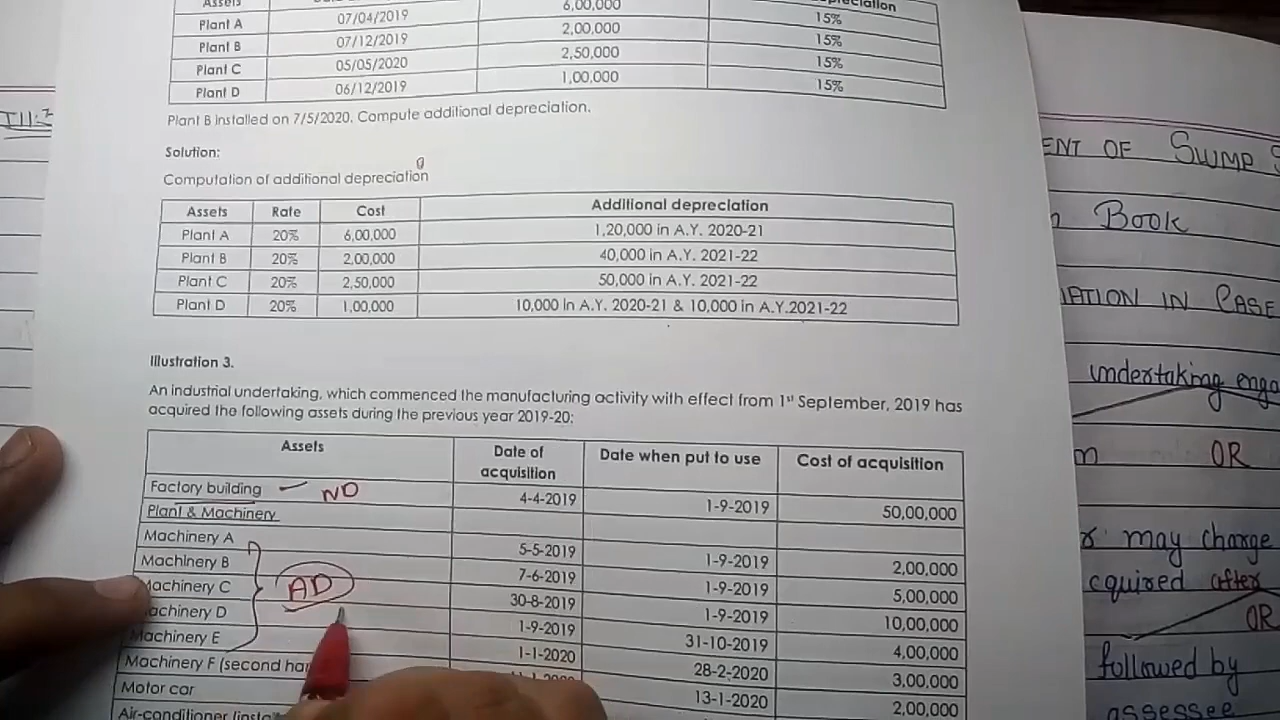 Assets
6,00,000
Plant A 07/04/2019 2,00,000 15%
Plant B 07/12/2019 2,50,000 15%
Plant C 05/05/2020 1,00,000 15%
Plant D 06/12/2019 15%
Plant B installed on 7/5/2020. Compute additional depreciation.
Solution:
Computation of additional depreciation
Assets Rate Cost Additional depreciation
Plant A 20% 6,00,000 1,20,000 in A.Y. 2020-21
Plant B 20% 2,00,000 40,000 in A.Y. 2021-22
Plant C 20% 2,50,000 50,000 in A.Y. 2021-22
Plant D 20% 1,00,000 10,000 in A.Y. 2020-21 & 10,000 in A.Y.2021-22
Illustration 3.
An industrial undertaking, which commenced the manufacturing activity with effect from 1st September, 2019 has
acquired the following assets during the previous year 2019-20:
Assets Date of acquisition Date when put to use Cost of acquisition
Factory building ND 4-4-2019 1-9-2019 50,00,000
Plant & Machinery
Machinery A 5-5-2019 1-9-2019 2,00,000
Machinery B 7-6-2019 1-9-2019 5,00,000
Machinery C AD 30-8-2019 1-9-2019 10,00,000
achinery D 1-9-2019 31-10-2019 4,00,000
Machinery E 1-1-2020 28-2-2020 3,00,000
Machinery F (second 13-1-2020 2,00,000
Motor car
Air-conditioner
ENT OF SUMP
Book
IATION IN CASE
undertaking
OR
may charge
cquired after
OR
followed by
assessee